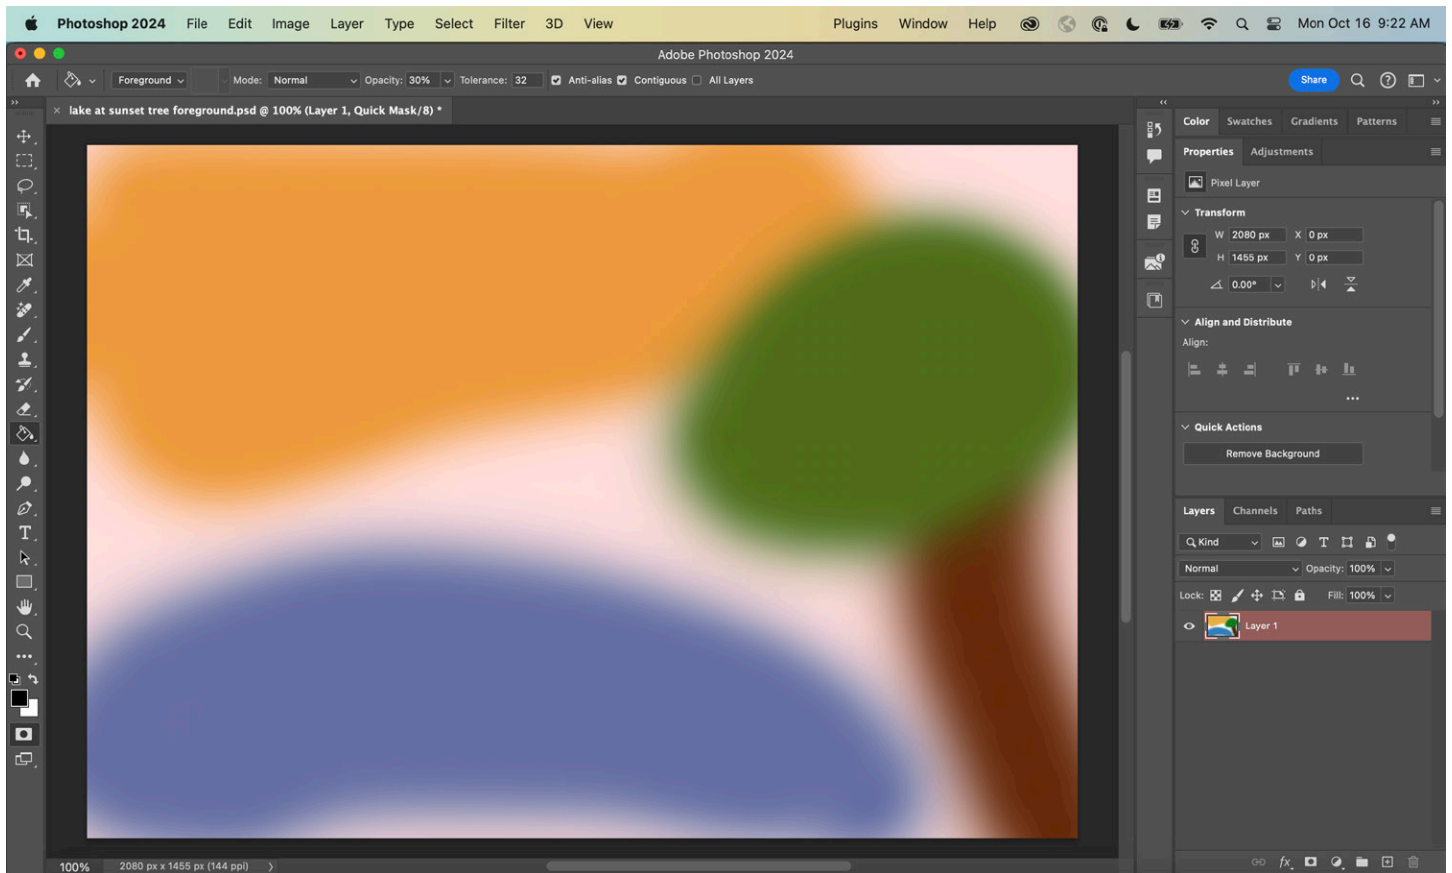 Photoshop 2024 File Edit Image Layer Type Select Filter 3D View Plugins Window Help Mon Oct 16 9:22 AM
Adobe Photoshop 2024
Foreground Mode: Normal Opacity: 30% Tolerance: 32 Anti-alias Contiguous All Layers Share
lake at sunset tree foreground.psd @ 100% (Layer 1, Quick Mask/8) *
Color Swatches Gradients Patterns
Properties Adjustments
Pixel Layer
Transform
W 2080 px X 0 px
H 1455 px Y 0 px
0.00°
Align and Distribute
Align:
Quick Actions
Remove Background
Layers Channels Paths
Kind
Normal Opacity: 100%
Lock: Fill: 100%
Layer 1
100% 2080 px x 1455 px (144 ppi)